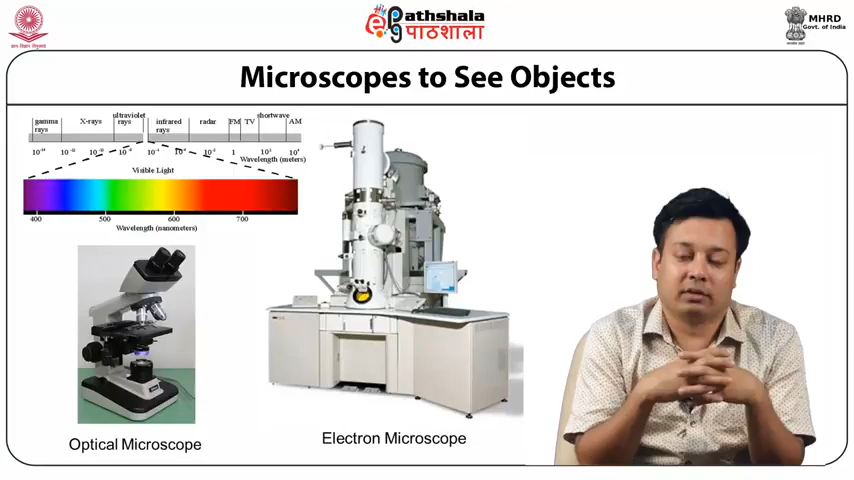 ePathshala
पाठशाला
MHRD
Govt. of India
Microscopes to See Objects
gamma rays
X-rays
ultraviolet rays
infrared rays
radar
FM
TV
shortwave
AM
1
Wavelength (meters)
Visible Light
400 500 600 700
Wavelength (nanometers)
Optical Microscope
Electron Microscope